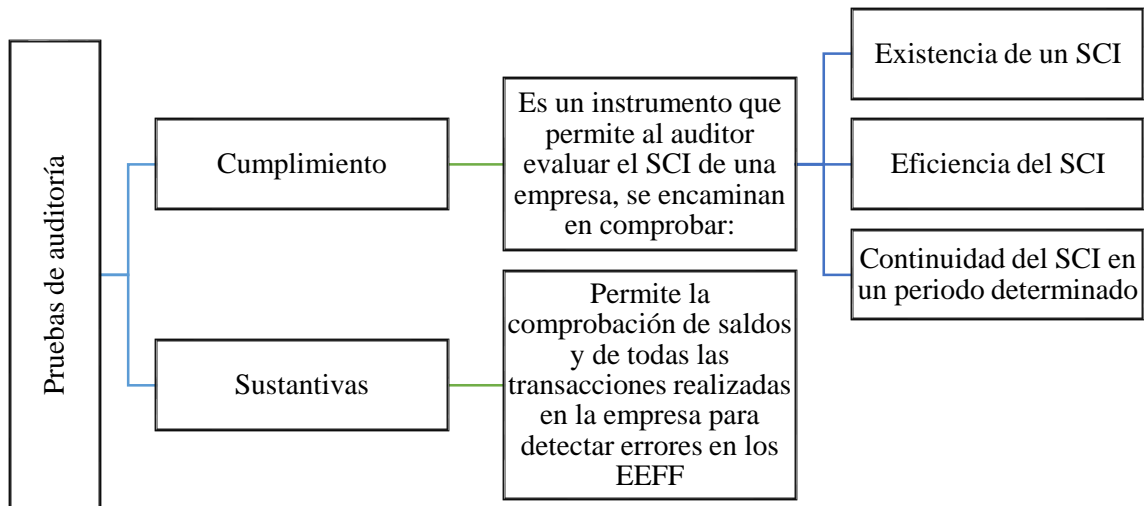 Pruebas de auditoría
Cumplimiento
Es un instrumento que
permite al auditor
evaluar el SCI de una
empresa, se encaminan
en comprobar:
Existencia de un SCI
Eficiencia del SCI
Continuidad del SCI en
un periodo determinado
Sustantivas
Permite la
comprobación de saldos
y de todas las
transacciones realizadas
en la empresa para
detectar errores en los
EEFF